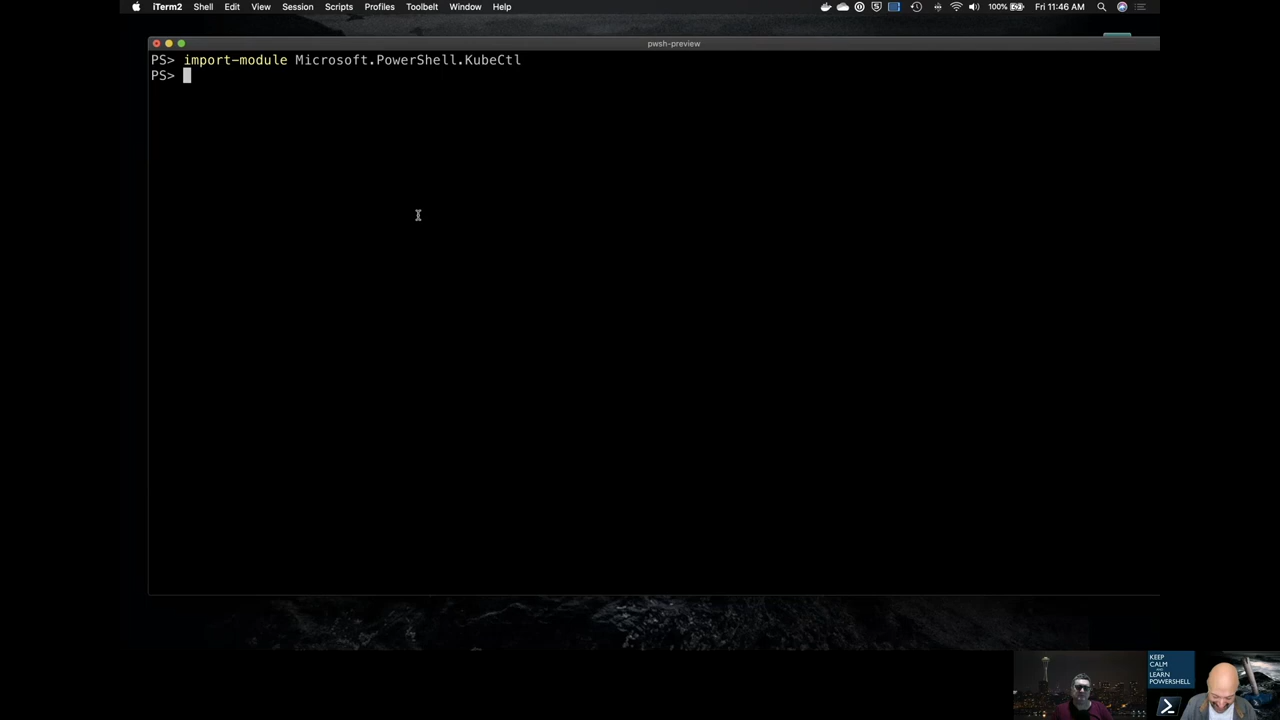 iTerm2 Shell Edit View Session Scripts Profiles Toolbelt Window Help 100% Fri 11:46 AM
pwsh-preview
PS> import-module Microsoft.PowerShell.KubeCtl
PS>
KEEP
CALM
AND
LEARN
POWERSHELL